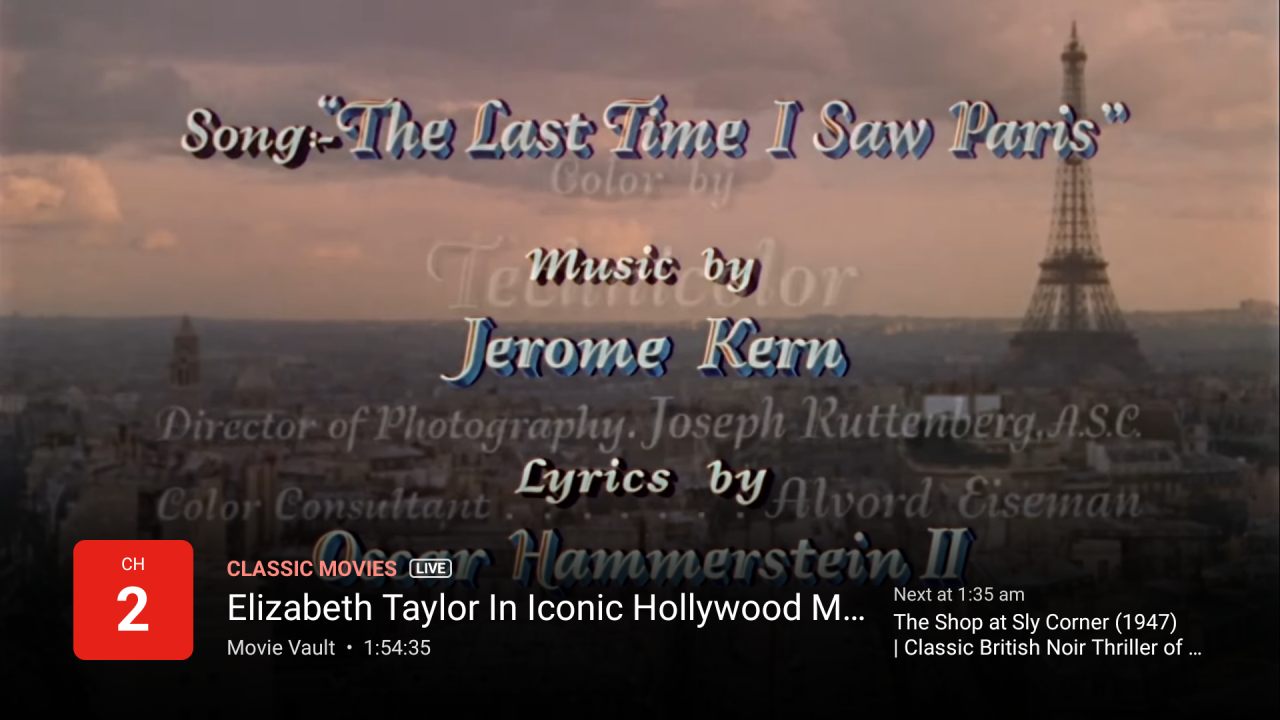 Song:-"The Last Time I Saw Paris"
Color by
Music by
Technicolor
Jerome Kern
Director of Photography. Joseph Ruttenberg, A.S.C.
Lyrics by
Color Consultant . . . . . . Alvord Eiseman
Oscar Hammerstein II
CH
2
CLASSIC MOVIES LIVE
Elizabeth Taylor In Iconic Hollywood M…
Movie Vault • 1:54:35
Next at 1:35 am
The Shop at Sly Corner (1947)
| Classic British Noir Thriller of …